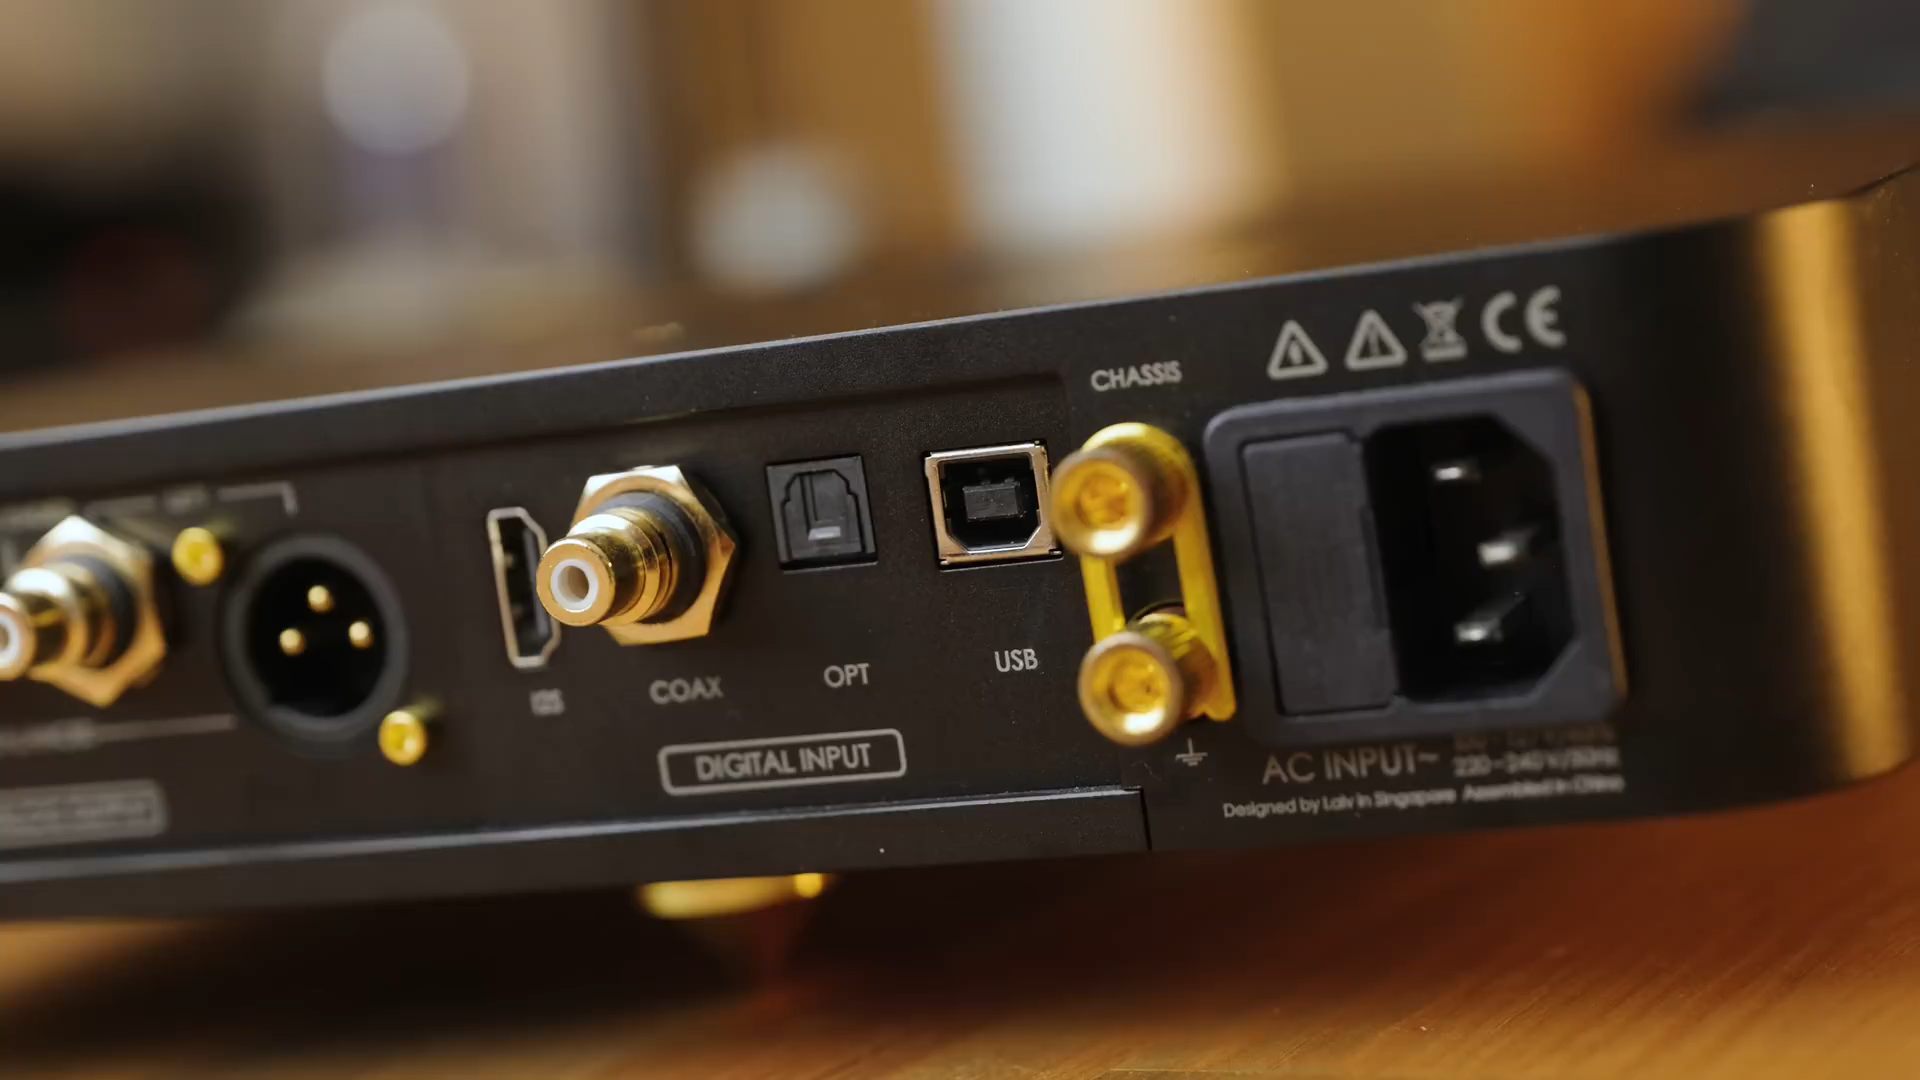 CHASSIS
CE
I2S
COAX
OPT
USB
DIGITAL INPUT
AC INPUT~
220-240V/50Hz
Designed by Laiv in Singapore Assembled in China